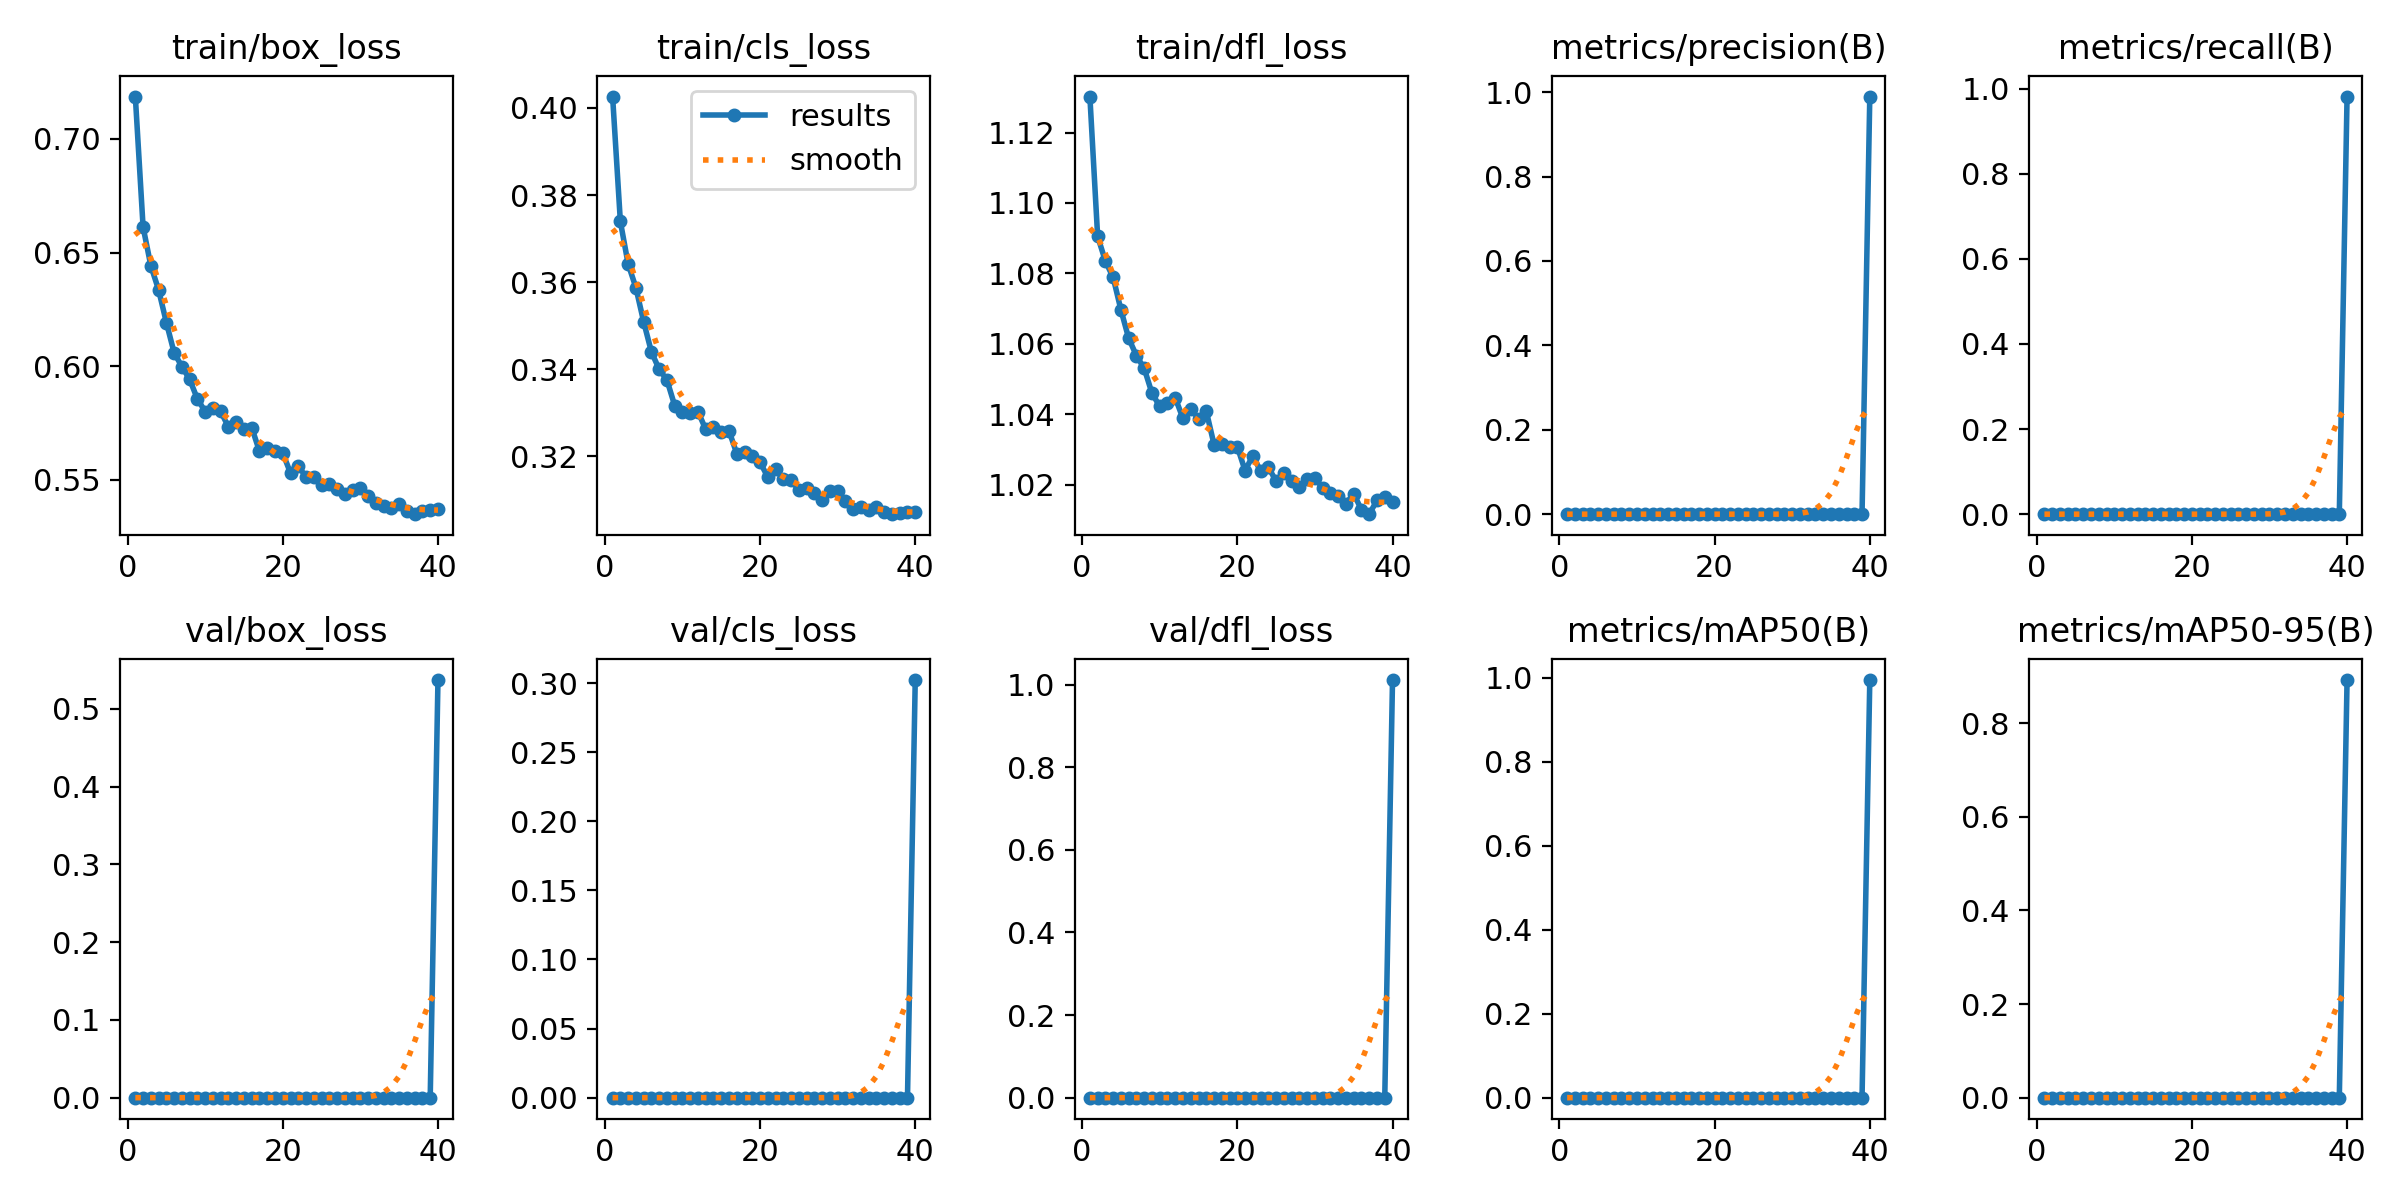 train/box_loss
train/cls_loss
train/dfl_loss
metrics/precision(B)
metrics/recall(B)
0.70
0.65
0.60
0.55
0 20 40
0.40
0.38
0.36
0.34
0.32
results
smooth
0 20 40
1.12
1.10
1.08
1.06
1.04
1.02
0 20 40
1.0
0.8
0.6
0.4
0.2
0.0
0 20 40
1.0
0.8
0.6
0.4
0.2
0.0
0 20 40
val/box_loss
val/cls_loss
val/dfl_loss
metrics/mAP50(B)
metrics/mAP50-95(B)
0.5
0.4
0.3
0.2
0.1
0.0
0 20 40
0.30
0.25
0.20
0.15
0.10
0.05
0.00
0 20 40
1.0
0.8
0.6
0.4
0.2
0.0
0 20 40
1.0
0.8
0.6
0.4
0.2
0.0
0 20 40
0.8
0.6
0.4
0.2
0.0
0 20 40